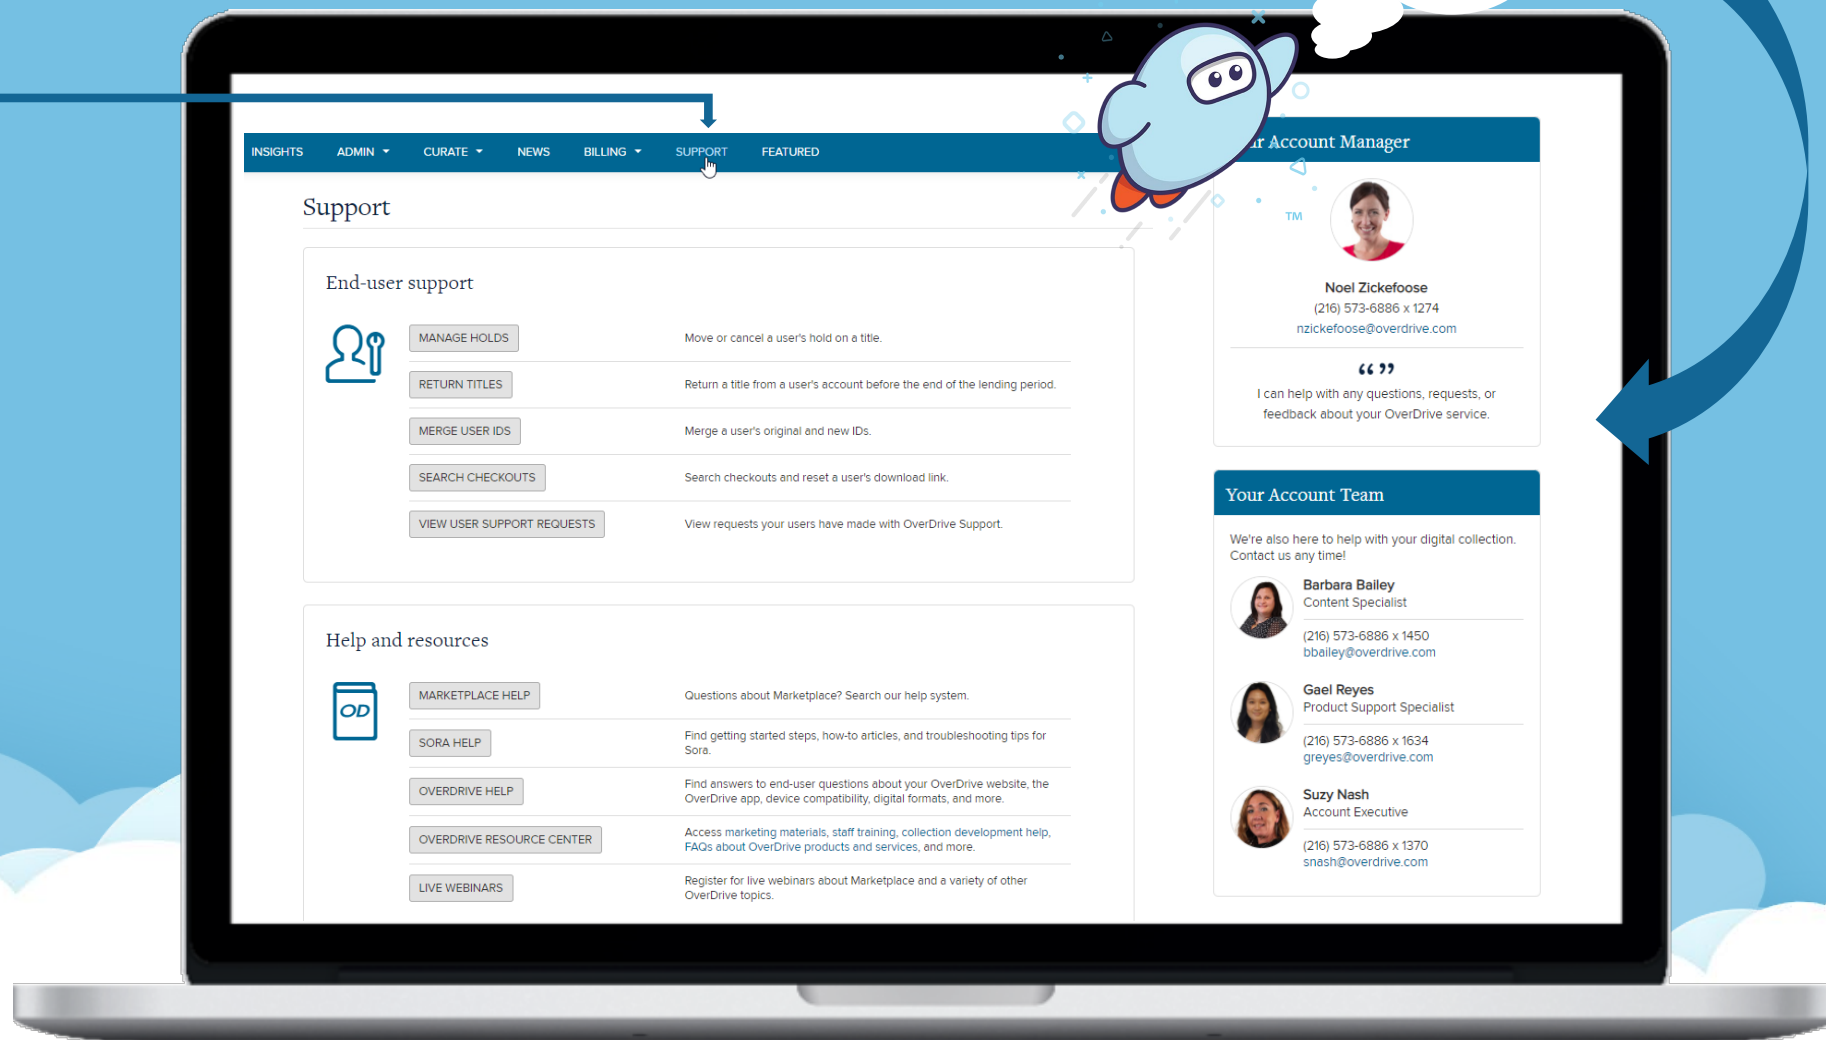 INSIGHTS ADMIN CURATE NEWS BILLING SUPPORT FEATURED
Support
End-user support
MANAGE HOLDS Move or cancel a user's hold on a title.
RETURN TITLES Return a title from a user's account before the end of the lending period.
MERGE USER IDS Merge a user's original and new IDs.
SEARCH CHECKOUTS Search checkouts and reset a user's download link.
VIEW USER SUPPORT REQUESTS View requests your users have made with OverDrive Support.
Help and resources
OD
MARKETPLACE HELP Questions about Marketplace? Search our help system.
SORA HELP Find getting started steps, how-to articles, and troubleshooting tips for
Sora.
OVERDRIVE HELP Find answers to end-user questions about your OverDrive website, the
OverDrive app, device compatibility, digital formats, and more.
OVERDRIVE RESOURCE CENTER Access marketing materials, staff training, collection development help,
FAQs about OverDrive products and services, and more.
LIVE WEBINARS Register for live webinars about Marketplace and a variety of other
OverDrive topics.
Account Manager
TM
Noel Zickefoose
(216) 573-6886 x 1274
nzickefoose@overdrive.com
“ ”
I can help with any questions, requests, or
feedback about your OverDrive service.
Your Account Team
We're also here to help with your digital collection.
Contact us any time!
Barbara Bailey
Content Specialist
(216) 573-6886 x 1450
bbailey@overdrive.com
Gael Reyes
Product Support Specialist
(216) 573-6886 x 1634
greyes@overdrive.com
Suzy Nash
Account Executive
(216) 573-6886 x 1370
snash@overdrive.com